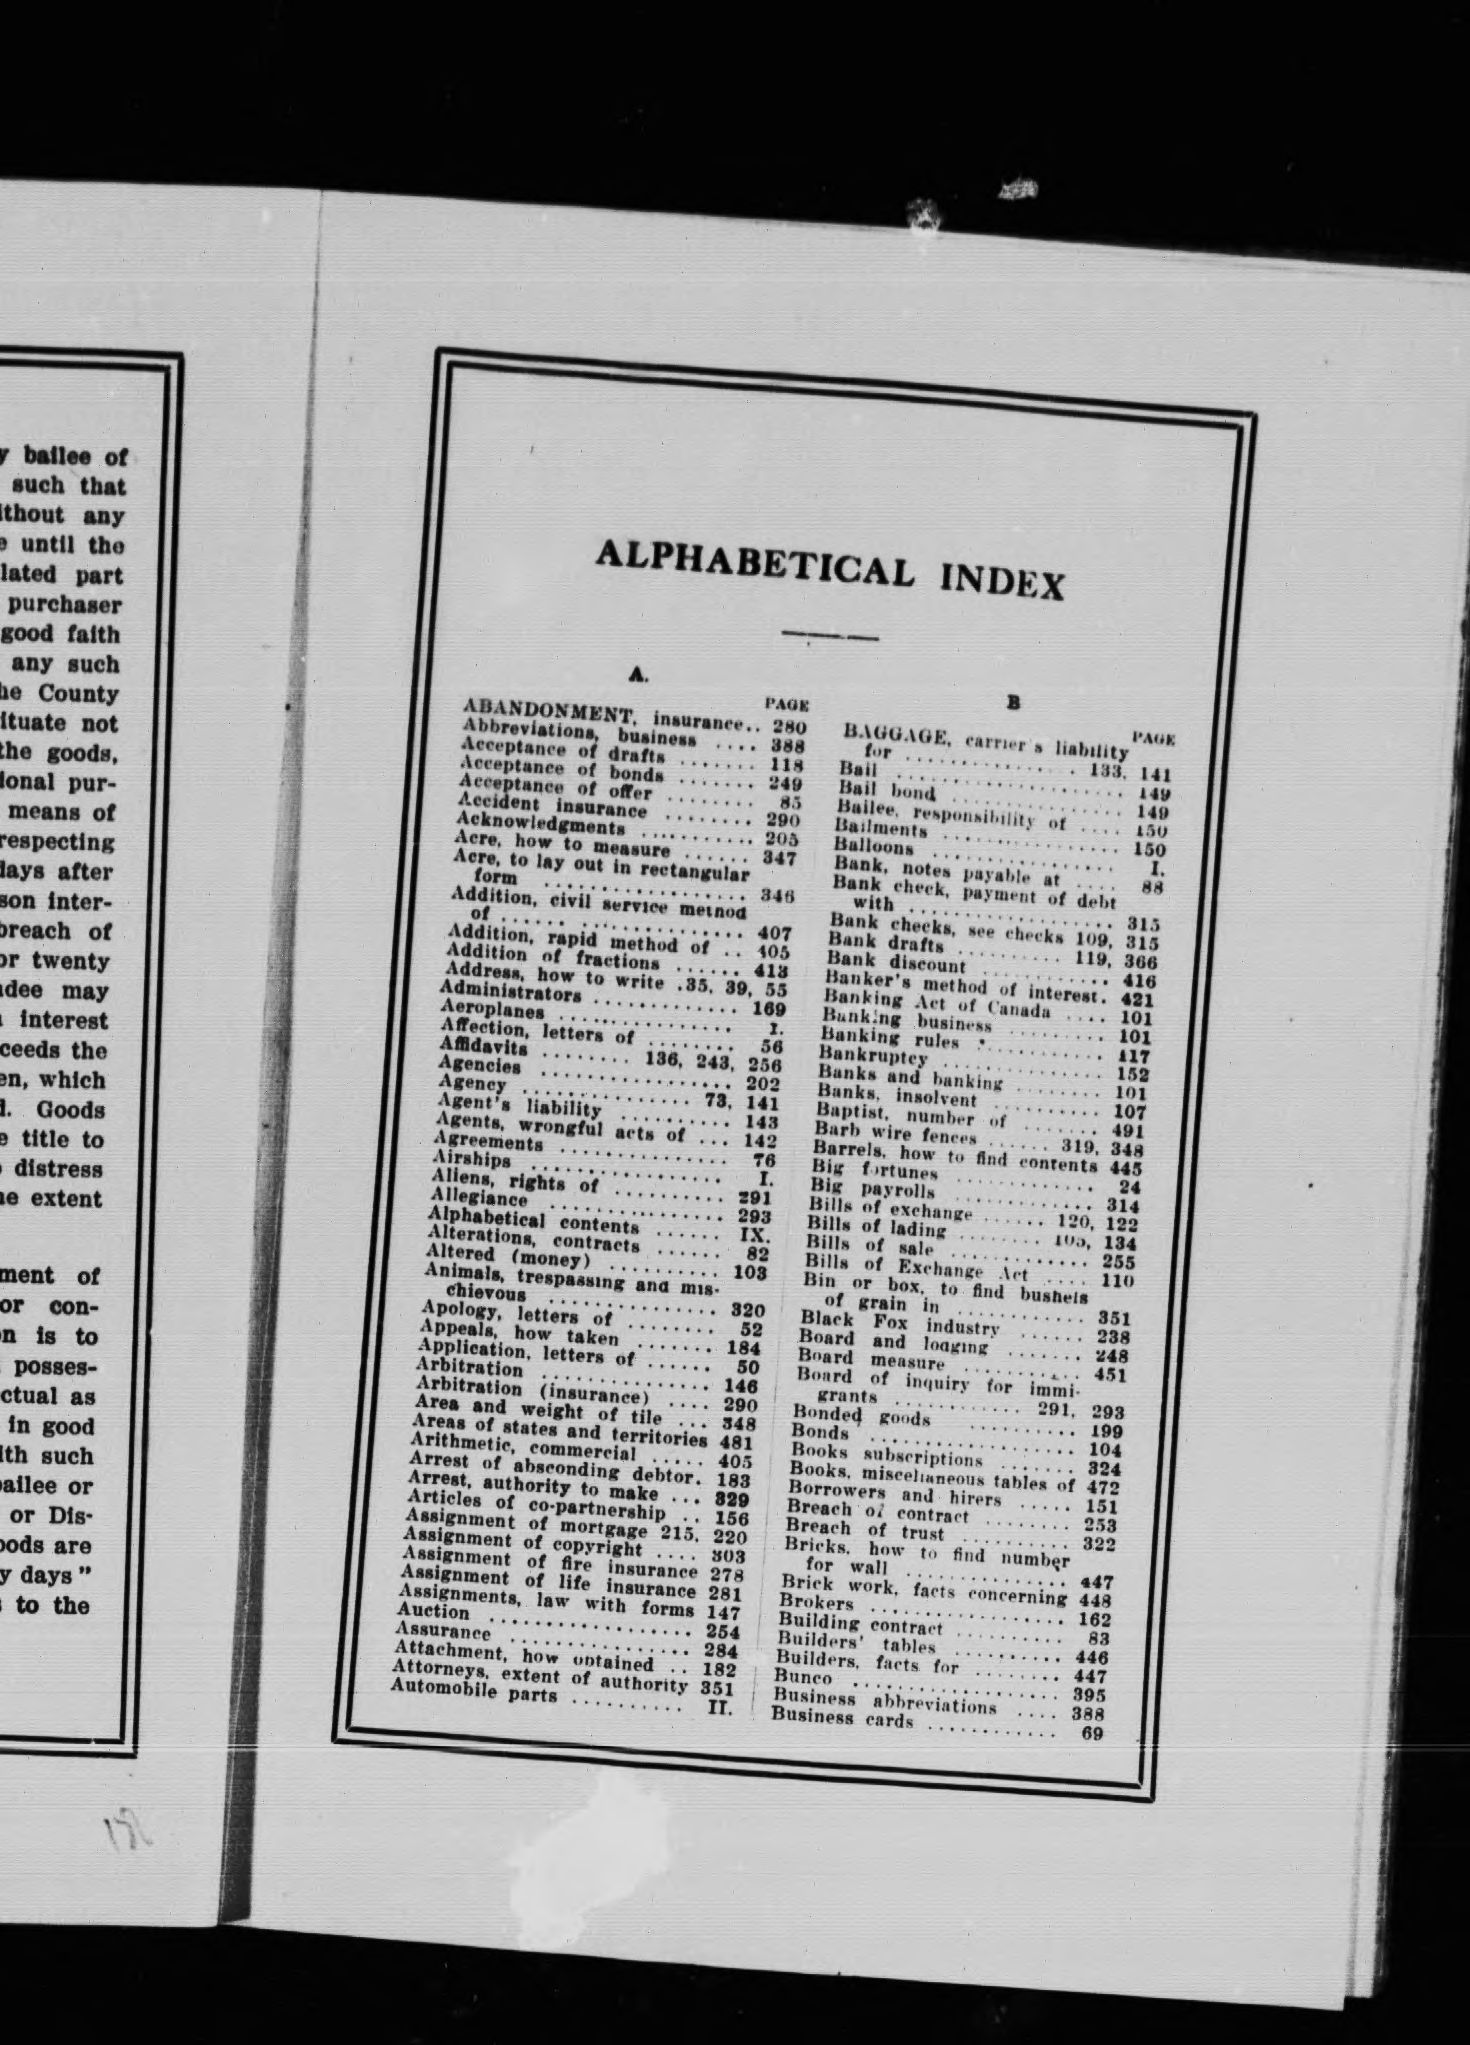 y bailee of
such that
ithout any
e until the
lated part
purchaser
good faith
any such
he County
ituate not
the goods,
ional pur-
means of
respecting
days after
son inter-
breach of
or twenty
ndee may
interest
ceeds the
en, which
d. Goods
e title to
distress
he extent
ment of
or con-
n is to
posses-
ctual as
in good
ith such
bailee or
or Dis-
oods are
y days"
to the
ALPHABETICAL INDEX
A.
PAGE
ABANDONMENT, insurance.. 280
Abbreviations, business .... 388
Acceptance of drafts ....... 118
Acceptance of bonds ....... 249
Acceptance of offer ........ 85
Accident insurance ........ 290
Acknowledgments ........... 205
Acre, how to measure ...... 347
Acre, to lay out in rectangular
form .................. 346
Addition, civil service method
of ...... ............... 407
Addition, rapid method of .. 405
Addition of fractions ...... 413
Address, how to write .35, 39, 55
Administrators ............. 169
Aeroplanes ................ I.
Affection, letters of ........ 56
Affidavits ........ 136, 243, 256
Agencies ................. 202
Agency ............... 73, 141
Agent's liability ........... 143
Agents, wrongful acts of ... 142
Agreements ............... 76
Airships .................. I.
Aliens, rights of .......... 291
Allegiance ................ 293
Alphabetical contents ...... IX.
Alterations, contracts ...... 82
Altered (money) .......... 103
Animals, trespassing and mis-
chievous ............... 320
Apology, letters of ........ 52
Appeals, how taken ....... 184
Application, letters of ...... 50
Arbitration ............... 146
Arbitration (insurance) .... 290
Area and weight of tile ... 348
Areas of states and territories 481
Arithmetic, commercial ..... 405
Arrest of absconding debtor. 183
Arrest, authority to make ... 329
Articles of co-partnership .. 156
Assignment of mortgage 215, 220
Assignment of copyright .... 303
Assignment of fire insurance 278
Assignment of life insurance 281
Assignments, law with forms 147
Auction .................. 254
Assurance ................ 284
Attachment, how obtained .. 182
Attorneys, extent of authority 351
Automobile parts .......... II.
B
PAGE
BAGGAGE, carrier's liability
for ................ 133, 141
Bail ..................... 149
Bail bond ................ 149
Bailee, responsibility of .... 150
Bailments ................ 150
Balloons ................. I.
Bank, notes payable at .... 88
Bank check, payment of debt
with ................... 315
Bank checks, see checks 109, 315
Bank drafts .......... 119, 366
Bank discount ............ 416
Banker's method of interest. 421
Banking Act of Canada .... 101
Banking business ......... 101
Banking rules ............ 117
Bankruptcy .............. 152
Banks and banking ........ 101
Banks, insolvent .......... 107
Baptist, number of ....... 491
Barb wire fences ...... 319, 348
Barrels, how to find contents 445
Big fortunes ............. 24
Big payrolls ............. 314
Bills of exchange ...... 120, 122
Bills of lading ........ 105, 134
Bills of sale ............. 255
Bills of Exchange Act .... 110
Bin or box, to find bushels
of grain in ............ 351
Black Fox industry ...... 238
Board and lodging ....... 248
Board measure ........... 451
Board of inquiry for immi-
grants ............ 291, 293
Bonded goods .......... 199
Bonds .................. 104
Books subscriptions ....... 324
Books, miscellaneous tables of 472
Borrowers and hirers ..... 151
Breach of contract ........ 253
Breach of trust .......... 322
Bricks, how to find number
for wall ............... 447
Brick work, facts concerning 448
Brokers ................. 162
Building contract .......... 83
Builders' tables .......... 446
Builders, facts for ........ 447
Bunco .................. 395
Business abbreviations .... 388
Business cards ............ 69